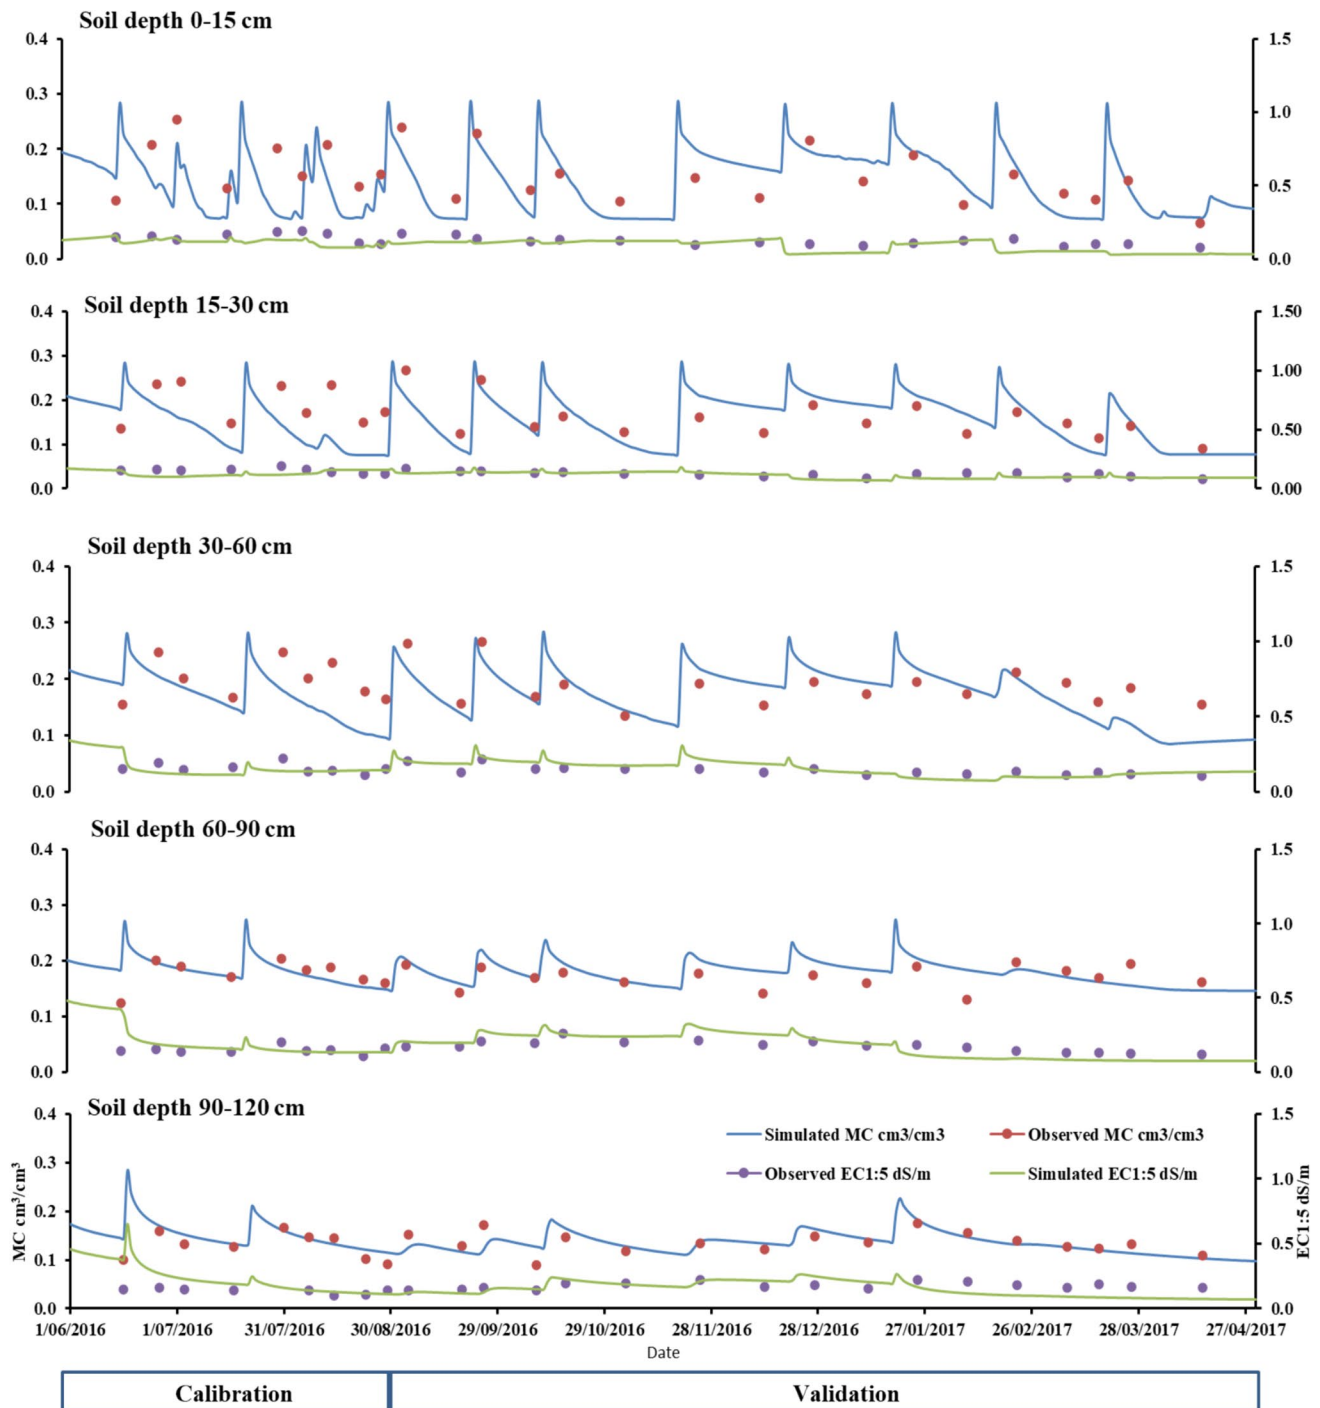 Soil depth 0-15 cm
0.4 1.5
0.3 1.0
0.2
0.1 0.5
0.0 0.0
Soil depth 15-30 cm
0.4 1.50
0.3 1.00
0.2
0.1 0.50
0.0 0.00
Soil depth 30-60 cm
0.4 1.5
0.3 1.0
0.2
0.1 0.5
0.0 0.0
Soil depth 60-90 cm
0.4 1.5
0.3 1.0
0.2
0.1 0.5
0.0 0.0
Soil depth 90-120 cm
0.4 1.5
Simulated MC cm3/cm3 Observed MC cm3/cm3
Observed EC1:5 dS/m Simulated EC1:5 dS/m
0.3 1.0
0.2
0.1 0.5
0.0 0.0
MC cm³/cm³
EC1:5 dS/m
1/06/2016 1/07/2016 31/07/2016 30/08/2016 29/09/2016 29/10/2016 28/11/2016 28/12/2016 27/01/2017 26/02/2017 28/03/2017 27/04/2017
Date
Calibration Validation